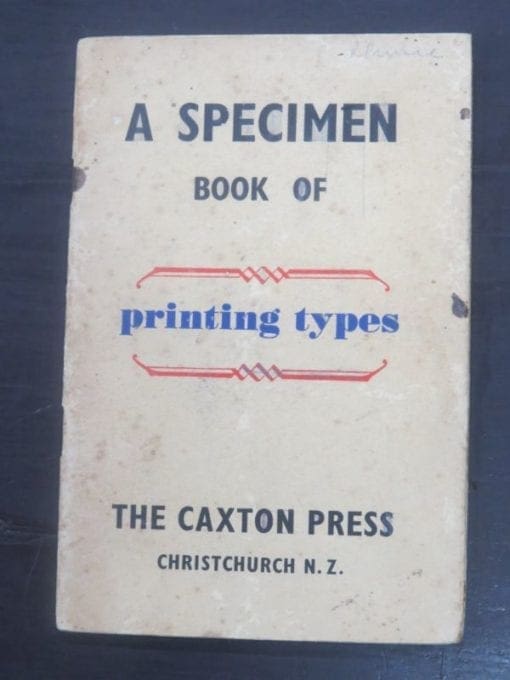 A SPECIMEN
BOOK OF
printing types
THE CAXTON PRESS
CHRISTCHURCH N. Z.